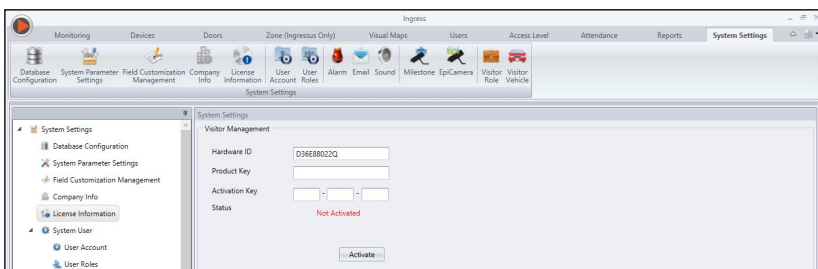 Ingress
Monitoring Devices Doors Zone (Ingressus Only) Visual Maps Users Access Level Attendance Reports System Settings
Database Configuration System Parameter Settings Field Customization Management Company Info License Information User Account User Roles Alarm Email Sound Milestone EpiCamera Visitor Role Visitor Vehicle
System Settings
System Settings
System Settings
Visitor Management
Database Configuration
Hardware ID D36E88022Q
System Parameter Settings
Product Key
Field Customization Management
Activation Key - -
Company Info
Status Not Activated
License Information
System User
User Account
Activate
User Roles